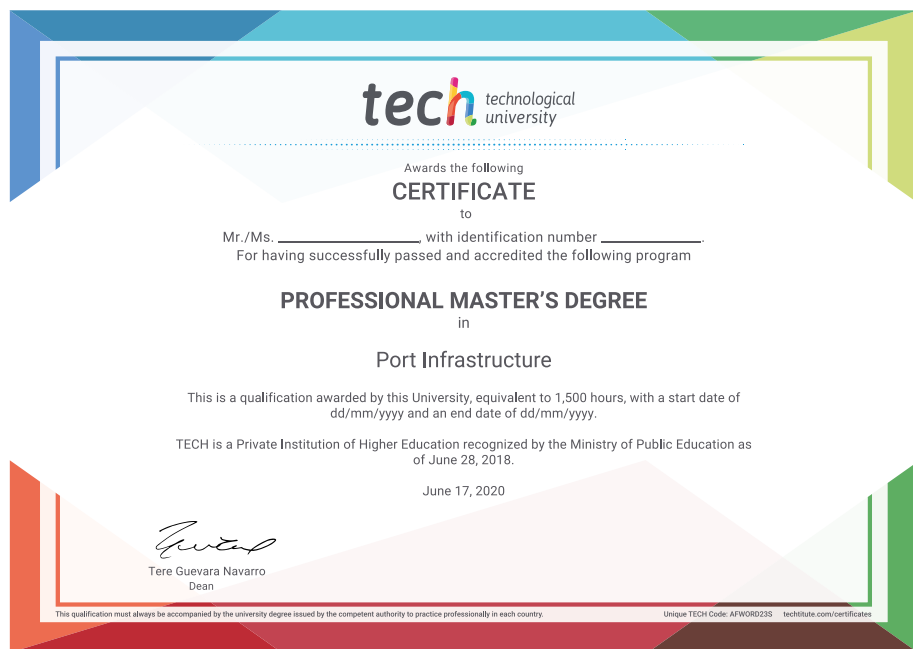 tech technological university
Awards the following
CERTIFICATE
to
Mr./Ms. ____________________, with identification number ______________.
For having successfully passed and accredited the following program
PROFESSIONAL MASTER'S DEGREE
in
Port Infrastructure
This is a qualification awarded by this University, equivalent to 1,500 hours, with a start date of
dd/mm/yyyy and an end date of dd/mm/yyyy.
TECH is a Private Institution of Higher Education recognized by the Ministry of Public Education as
of June 28, 2018.
June 17, 2020
Tere Guevara Navarro
Dean
This qualification must always be accompanied by the university degree issued by the competent authority to practice professionally in each country.
Unique TECH Code: AFWORD23S techtitute.com/certificates